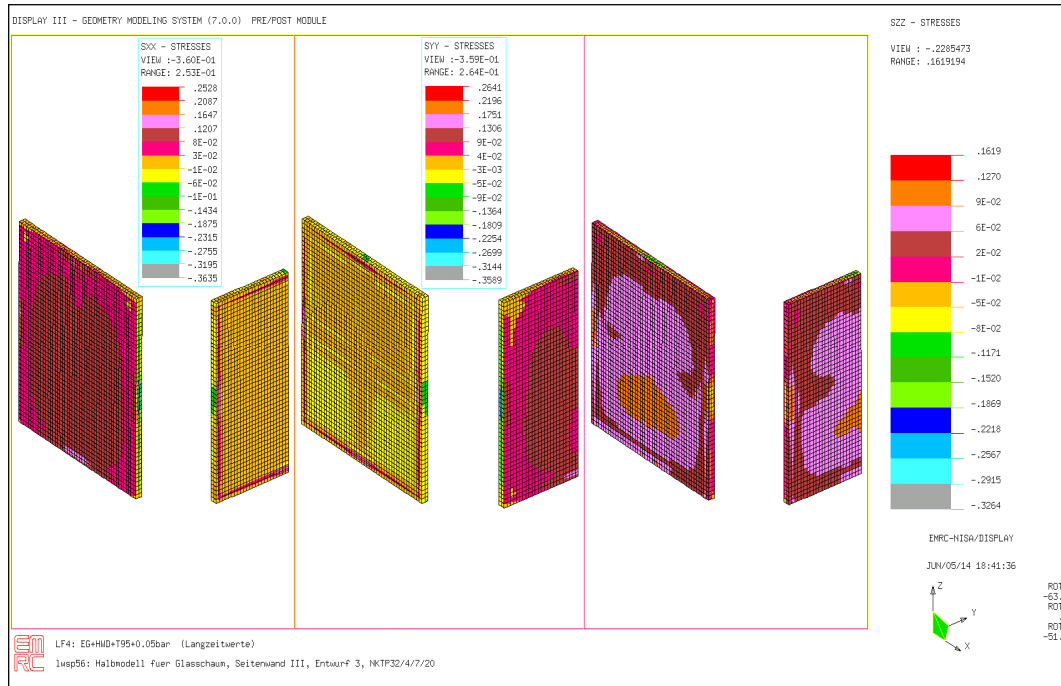 DISPLAY III - GEOMETRY MODELING SYSTEM (7.0.0) PRE/POST MODULE
SXX - STRESSES
VIEW :-3.60E-01
RANGE: 2.53E-01
.2528
.2087
.1647
.1207
8E-02
3E-02
-1E-02
-6E-02
-1E-01
-.1434
-.1875
-.2315
-.2755
-.3195
-.3635
SYY - STRESSES
VIEW :-3.59E-01
RANGE: 2.64E-01
.2641
.2196
.1751
.1306
9E-02
4E-02
-3E-03
-5E-02
-9E-02
-.1364
-.1809
-.2254
-.2699
-.3144
-.3589
SZZ - STRESSES
VIEW : -.2285473
RANGE: .1619194
.1619
.1270
9E-02
6E-02
2E-02
-1E-02
-5E-02
-8E-02
-.1171
-.1520
-.1869
-.2218
-.2567
-.2915
-.3264
EMRC-NISA/DISPLAY
JUN/05/14 18:41:36
Z
Y
X
ROT
-63.
ROT
ROT
-51.
EMRC
LF4: EG+HWD+T95+0.05bar (Langzeitwerte)
lwsp56: Halbmodell fuer Glasschaum, Seitenwand III, Entwurf 3, NKTP32/4/7/20